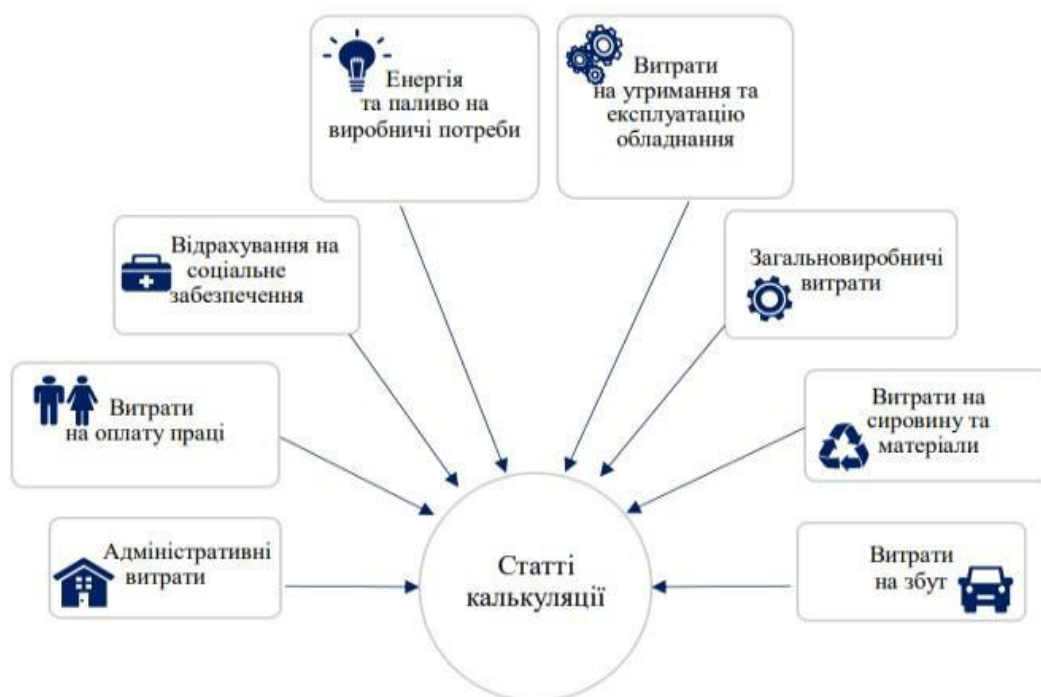 Енергія
та паливо на
виробничі потреби
Витрати
на утримання та
експлуатацію
обладнання
Відрахування на
соціальне
забезпечення
Загальновиробничі
витрати
Витрати
на оплату праці
Витрати на
сировину та
матеріали
Адміністративні
витрати
Статті
калькуляції
Витрати
на збут